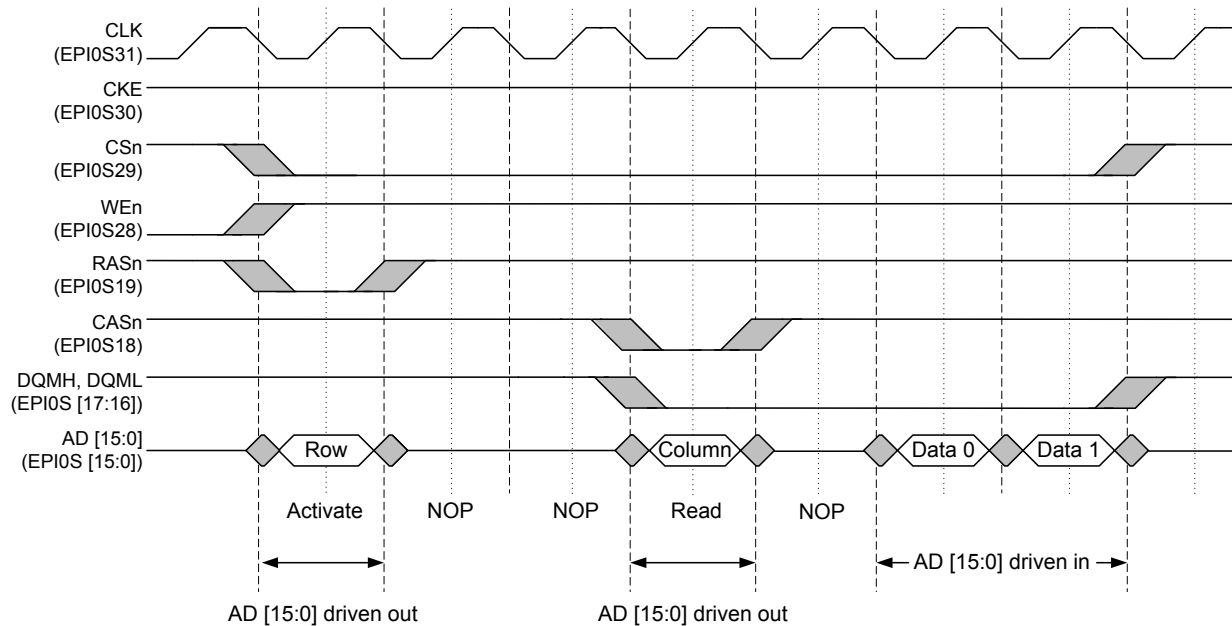 CLK
(EPI0S31)
CKE
(EPI0S30)
CSn
(EPI0S29)
WEn
(EPI0S28)
RASn
(EPI0S19)
CASn
(EPI0S18)
DQMH, DQML
(EPI0S [17:16])
AD [15:0]
(EPI0S [15:0])
Row Column Data 0 Data 1
Activate NOP NOP Read NOP
AD [15:0] driven in
AD [15:0] driven out AD [15:0] driven out